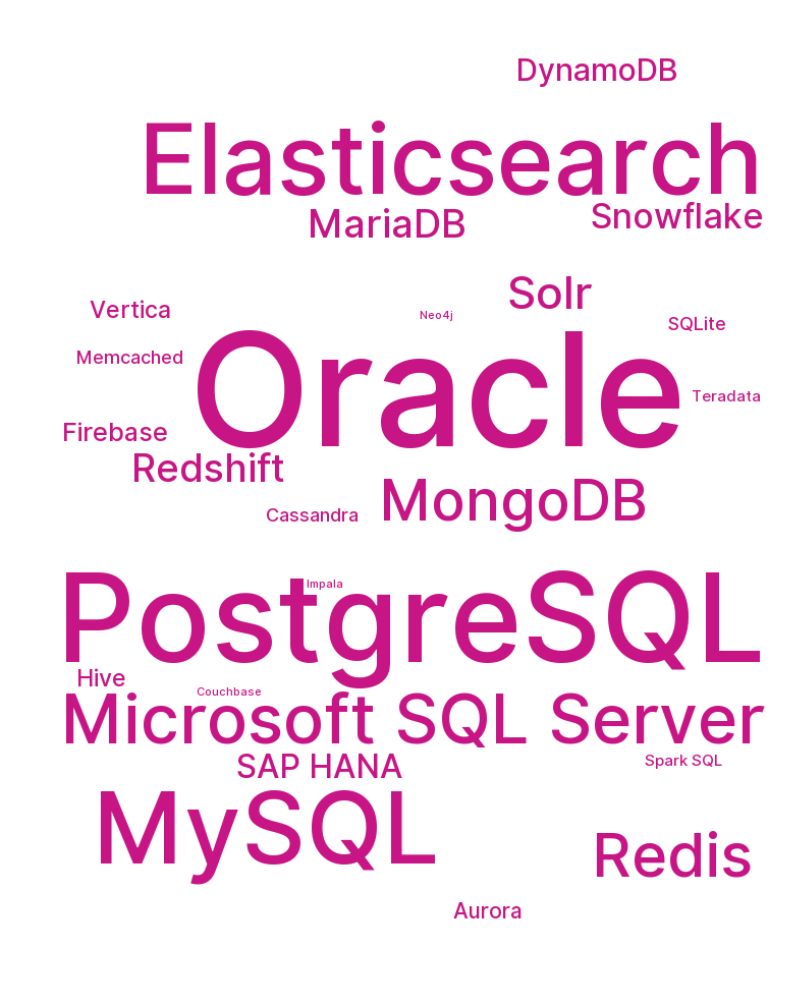 DynamoDB
Elasticsearch
MariaDB
Snowflake
Solr
Vertica
Neo4j
SQLite
Memcached
Oracle
Teradata
Firebase
Redshift
MongoDB
Cassandra
PostgreSQL
Impala
Hive
Couchbase
Microsoft SQL Server
SAP HANA
Spark SQL
MySQL
Redis
Aurora